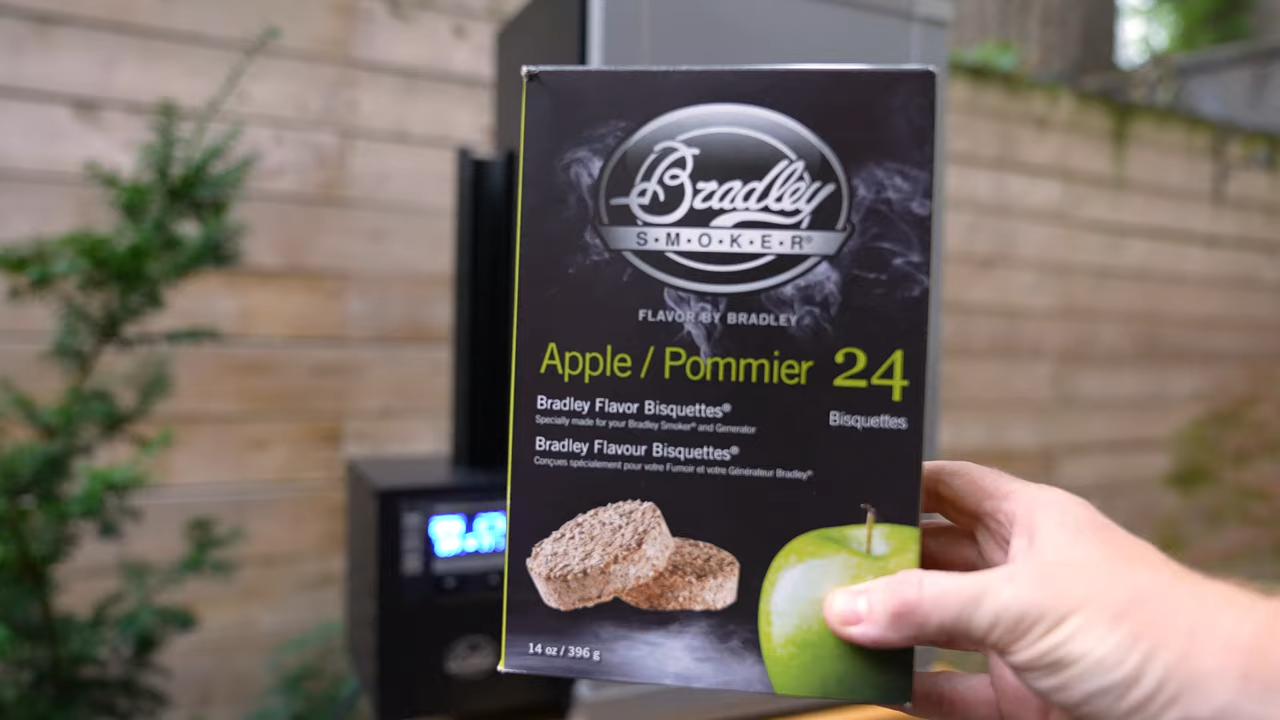 Bradley
S·M·O·K·E·R®
FLAVOR BY BRADLEY
Apple / Pommier 24
Bisquettes
Bradley Flavor Bisquettes®
Specially made for your Bradley Smoker® and Generator
Bradley Flavour Bisquettes®
Conçues spécialement pour votre Fumoir et votre Générateur Bradley®
14 oz / 396 g